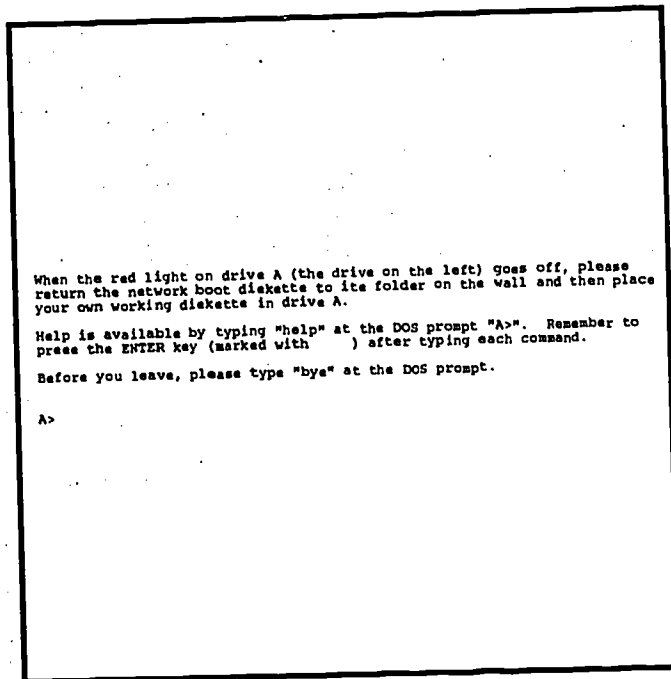 When the red light on drive A (the drive on the left) goes off, please
return the network boot diskette to its folder on the wall and then place
your own working diskette in drive A.
Help is available by typing "help" at the DOS prompt "A>". Remember to
press the ENTER key (marked with ) after typing each command.
Before you leave, please type "bye" at the DOS prompt.
A>